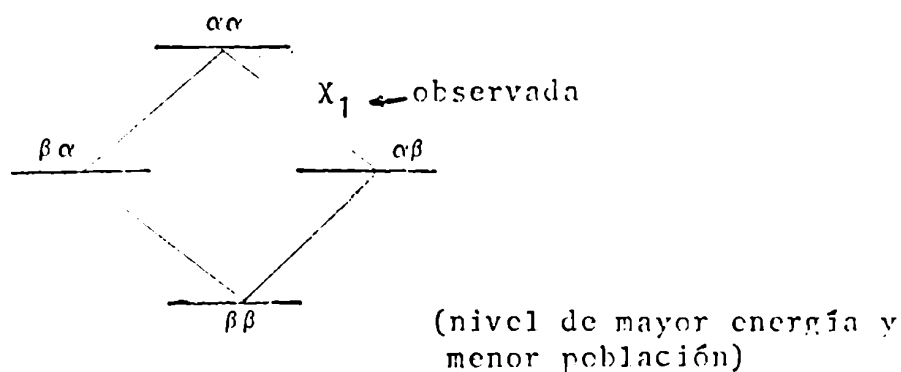 αα
X1 observada
βα
αβ
ββ
(nivel de mayor energía y
menor población)